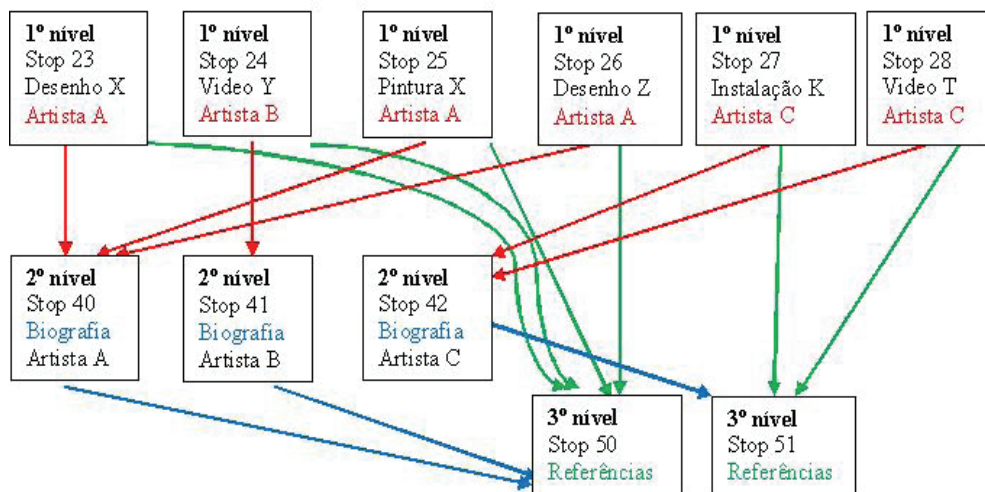 1º nível
Stop 23
Desenho X
Artista A
1º nível
Stop 24
Video Y
Artista B
1º nível
Stop 25
Pintura X
Artista A
1º nível
Stop 26
Desenho Z
Artista A
1º nível
Stop 27
Instalação K
Artista C
1º nível
Stop 28
Video T
Artista C
2º nível
Stop 40
Biografia
Artista A
2º nível
Stop 41
Biografia
Artista B
2º nível
Stop 42
Biografia
Artista C
3º nível
Stop 50
Referências
3º nível
Stop 51
Referências